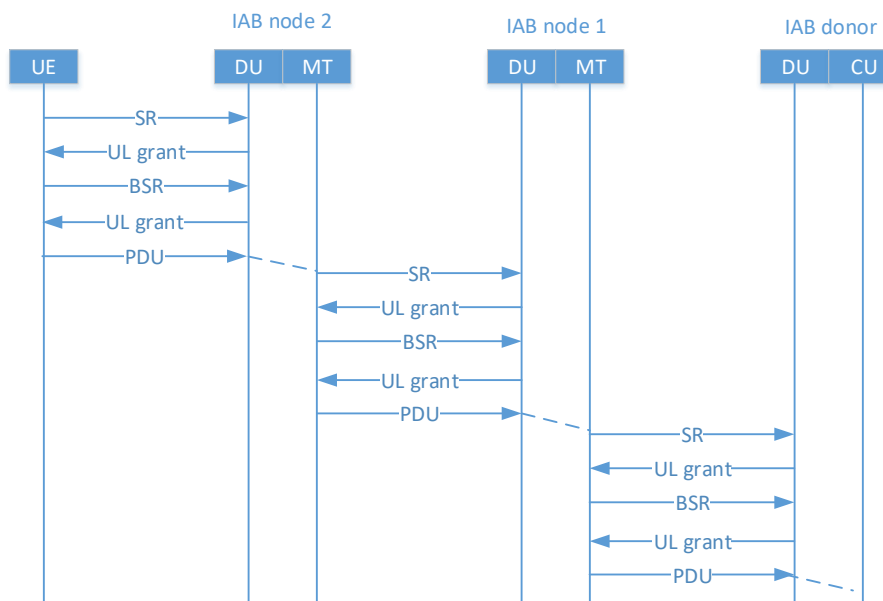 IAB node 2
IAB node 1
IAB donor
UE
DU
MT
DU
MT
DU
CU
SR
UL grant
BSR
UL grant
PDU
SR
UL grant
BSR
UL grant
PDU
SR
UL grant
BSR
UL grant
PDU